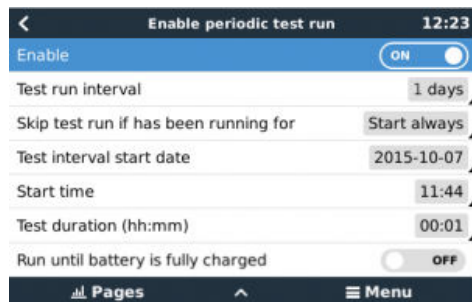 Enable periodic test run 12:23
Enable ON
Test run interval 1 days
Skip test run if has been running for Start always
Test interval start date 2015-10-07
Start time 11:44
Test duration (hh:mm) 00:01
Run until battery is fully charged OFF
Pages Menu